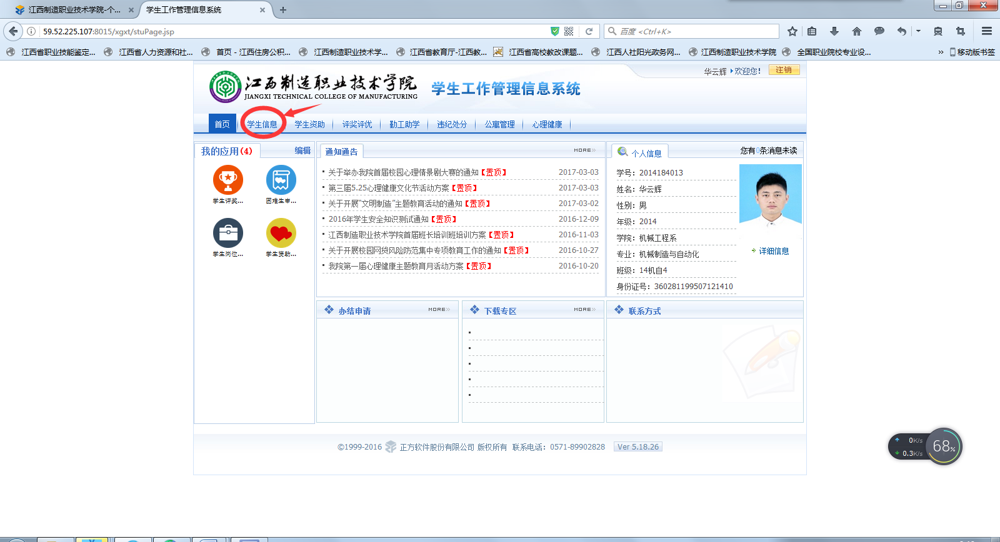 江西制造职业技术学院-个...
学生工作管理信息系统
59.52.225.107:8015/xgxt/stuPage.jsp
百度 <Ctrl+K>
江西省职业技能鉴定...
江西省人力资源和社...
首页 - 江西住房公积...
江西制造职业技术学...
江西省教育厅-江西教...
江西省高校教改课题...
江西人社阳光政务网...
江西制造职业技术学院
全国职业院校专业设...
»
移动版书签
江西制造职业技术学院
JIANGXI TECHNICAL COLLEGE OF MANUFACTURING
学生工作管理信息系统
华云辉 欢迎您!
注销
首页
学生信息
学生资助
评奖评优
勤工助学
违纪处分
公寓管理
心理健康
我的应用(4)
编辑
学生评奖...
困难生申...
学生岗位...
学生资助...
通知通告
MORE»
关于举办我院首届校园心理情景剧大赛的通知【置顶】 2017-03-03
第三届5.25心理健康文化节活动方案【置顶】 2017-03-03
关于开展“文明制造”主题教育活动的通知【置顶】 2017-03-02
2016年学生安全知识测试通知【置顶】 2016-12-09
江西制造职业技术学院首届班长培训班培训方案【置顶】 2016-11-03
关于开展校园网贷风险防范集中专项教育工作的通知【置顶】 2016-10-27
我院第一届心理健康主题教育月活动方案【置顶】 2016-10-20
个人信息
您有0条消息未读
学号：2014184013
姓名：华云辉
性别：男
年级：2014
学院：机械工程系
专业：机械制造与自动化
班级：14机自4
身份证号：360281199507121410
详细信息
办结申请
MORE»
下载专区
MORE»
联系方式
©1999-2016 正方软件股份有限公司 版权所有 联系电话：0571-89902828
Ver 5.18.26
0K/s
0.3K/s
68%